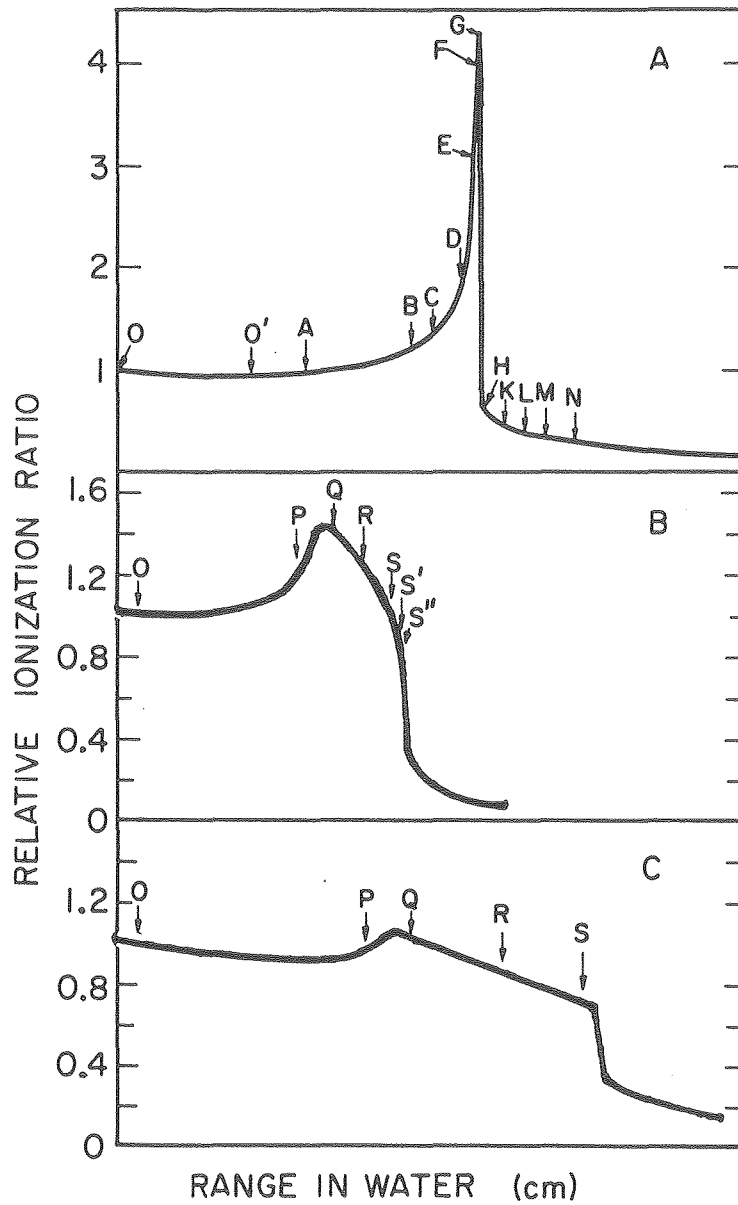 RELATIVE IONIZATION RATIO
A
4
3
2
1
O
O'
A
B
C
D
E
F
G
H
K
L
M
N
B
1.6
1.2
0.8
0.4
0
O
P
Q
R
S
S'
S"
C
1.2
0.8
0.4
0
O
P
Q
R
S
RANGE IN WATER (cm)